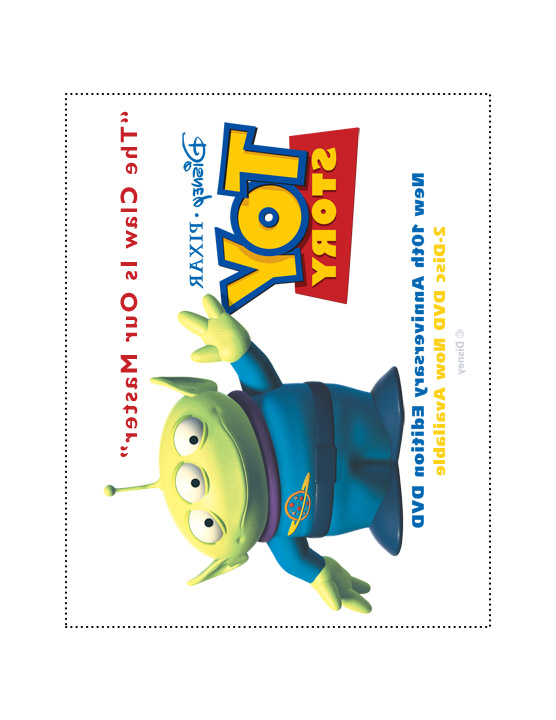 "The Claw Is Our Master"
Disney · PIXAR
TOY
STORY
New 10th Anniversary Edition DVD
2-Disc DVD Now Available
© Disney